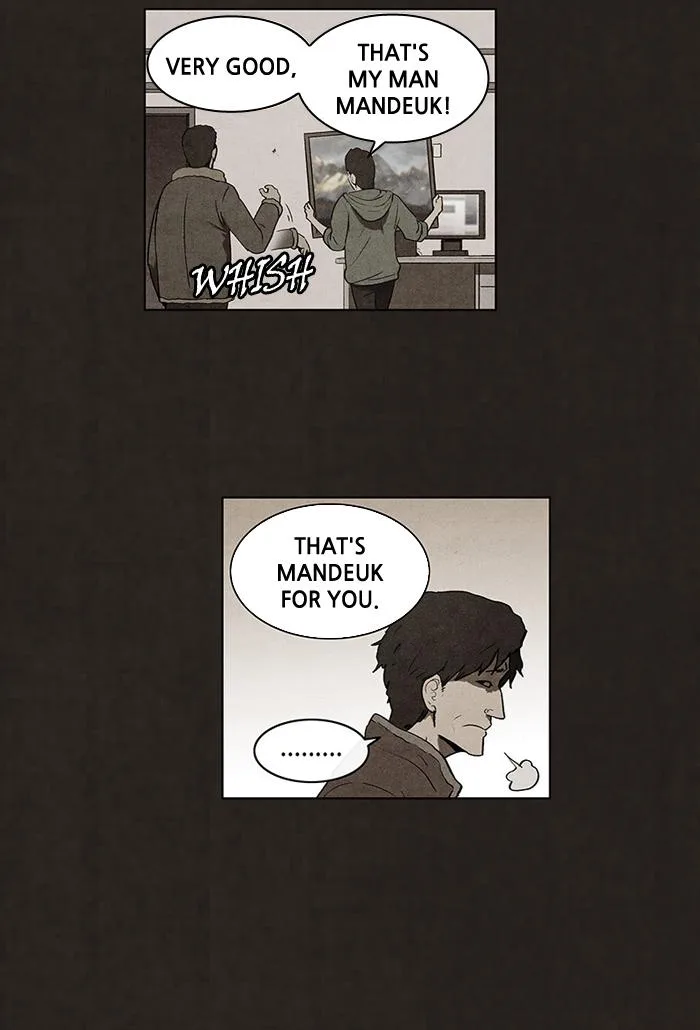 VERY GOOD,
THAT'S
MY MAN
MANDEUK!
WHISH
THAT'S
MANDEUK
FOR YOU.
.........